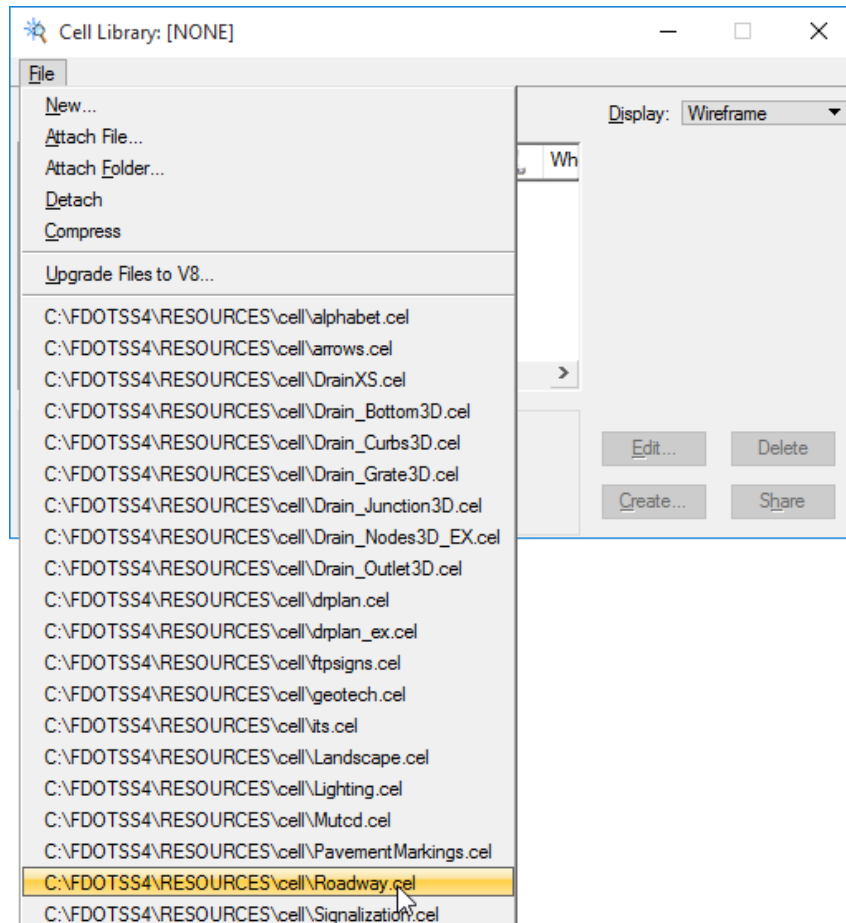 Cell Library: [NONE]
File
New...
Attach File...
Attach Folder...
Detach
Compress
Upgrade Files to V8...
C:\FDOTSS4\RESOURCES\cell\alphabet.cel
C:\FDOTSS4\RESOURCES\cell\arrows.cel
C:\FDOTSS4\RESOURCES\cell\DrainXS.cel
C:\FDOTSS4\RESOURCES\cell\Drain_Bottom3D.cel
C:\FDOTSS4\RESOURCES\cell\Drain_Curbs3D.cel
C:\FDOTSS4\RESOURCES\cell\Drain_Grate3D.cel
C:\FDOTSS4\RESOURCES\cell\Drain_Junction3D.cel
C:\FDOTSS4\RESOURCES\cell\Drain_Nodes3D_EX.cel
C:\FDOTSS4\RESOURCES\cell\Drain_Outlet3D.cel
C:\FDOTSS4\RESOURCES\cell\drplan.cel
C:\FDOTSS4\RESOURCES\cell\drplan_ex.cel
C:\FDOTSS4\RESOURCES\cell\ftpsigns.cel
C:\FDOTSS4\RESOURCES\cell\geotech.cel
C:\FDOTSS4\RESOURCES\cell\its.cel
C:\FDOTSS4\RESOURCES\cell\Landscape.cel
C:\FDOTSS4\RESOURCES\cell\Lighting.cel
C:\FDOTSS4\RESOURCES\cell\Mutcd.cel
C:\FDOTSS4\RESOURCES\cell\PavementMarkings.cel
C:\FDOTSS4\RESOURCES\cell\Roadway.cel
C:\FDOTSS4\RESOURCES\cell\Signalization.cel
Display: Wireframe
Wh
Edit... Delete
Create... Share